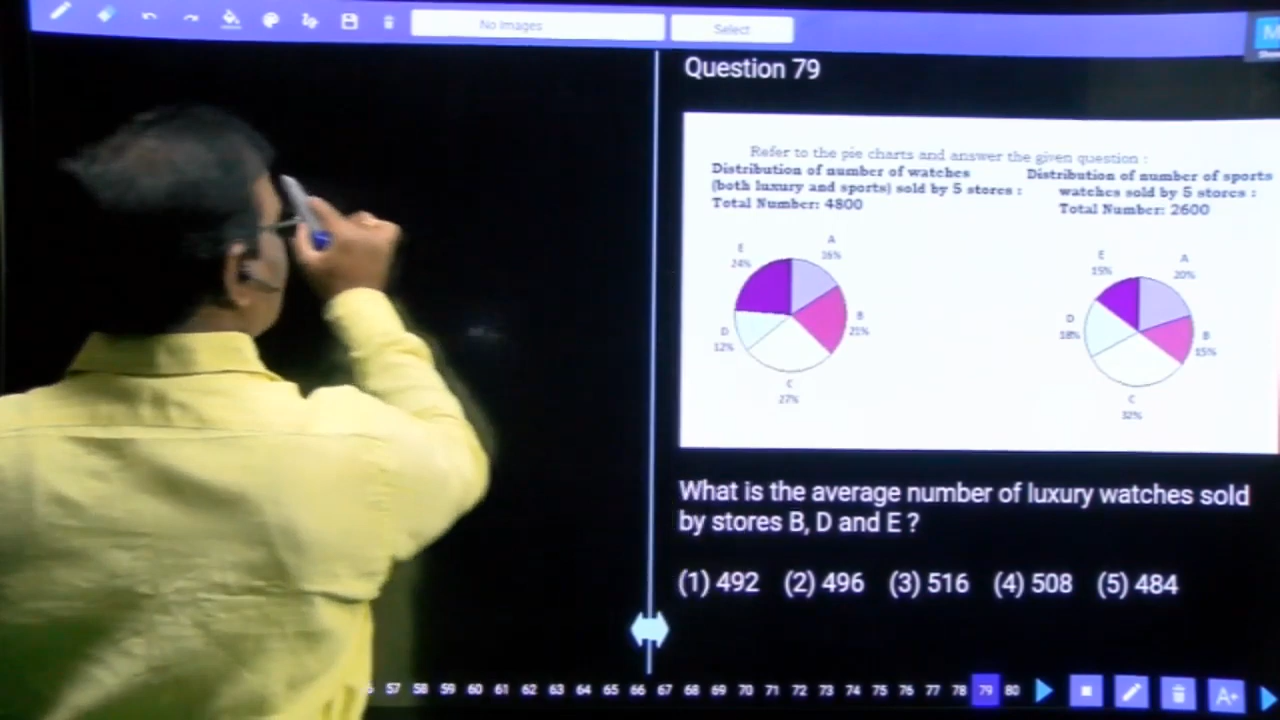 No Images
Select
Question 79
Refer to the pie charts and answer the given question :
Distribution of number of watches
(both luxury and sports) sold by 5 stores :
Total Number: 4800
Distribution of number of sports
watches sold by 5 stores :
Total Number: 2600
E
24%
A
16%
B
21%
D
12%
C
27%
E
15%
A
20%
D
18%
B
15%
C
32%
What is the average number of luxury watches sold
by stores B, D and E ?
(1) 492 (2) 496 (3) 516 (4) 508 (5) 484
57 58 59 60 61 62 63 64 65 66 67 68 69 70 71 72 73 74 75 76 77 78 79 80
A+